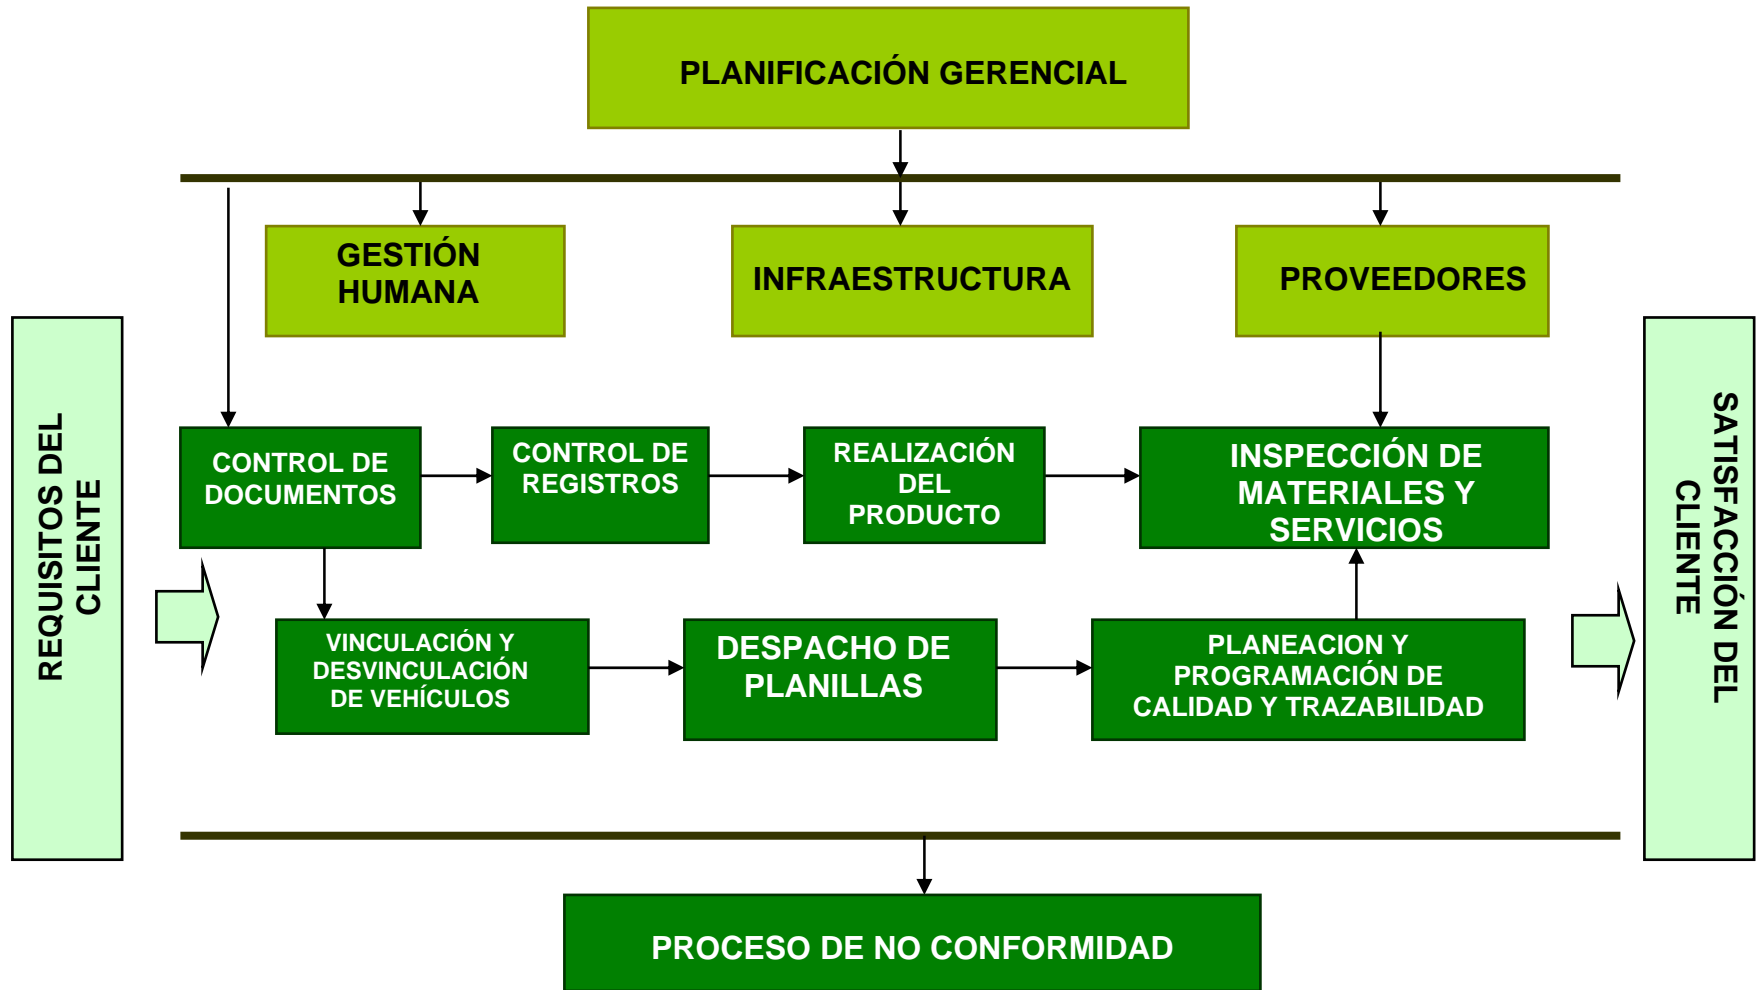 PLANIFICACIÓN GERENCIAL
GESTIÓN
HUMANA
INFRAESTRUCTURA
PROVEEDORES
REQUISITOS DEL
CLIENTE
CONTROL DE
DOCUMENTOS
CONTROL DE
REGISTROS
REALIZACIÓN
DEL
PRODUCTO
INSPECCIÓN DE
MATERIALES Y
SERVICIOS
VINCULACIÓN Y
DESVINCULACIÓN
DE VEHÍCULOS
DESPACHO DE
PLANILLAS
PLANEACION Y
PROGRAMACIÓN DE
CALIDAD Y TRAZABILIDAD
SATISFACCIÓN DEL
CLIENTE
PROCESO DE NO CONFORMIDAD